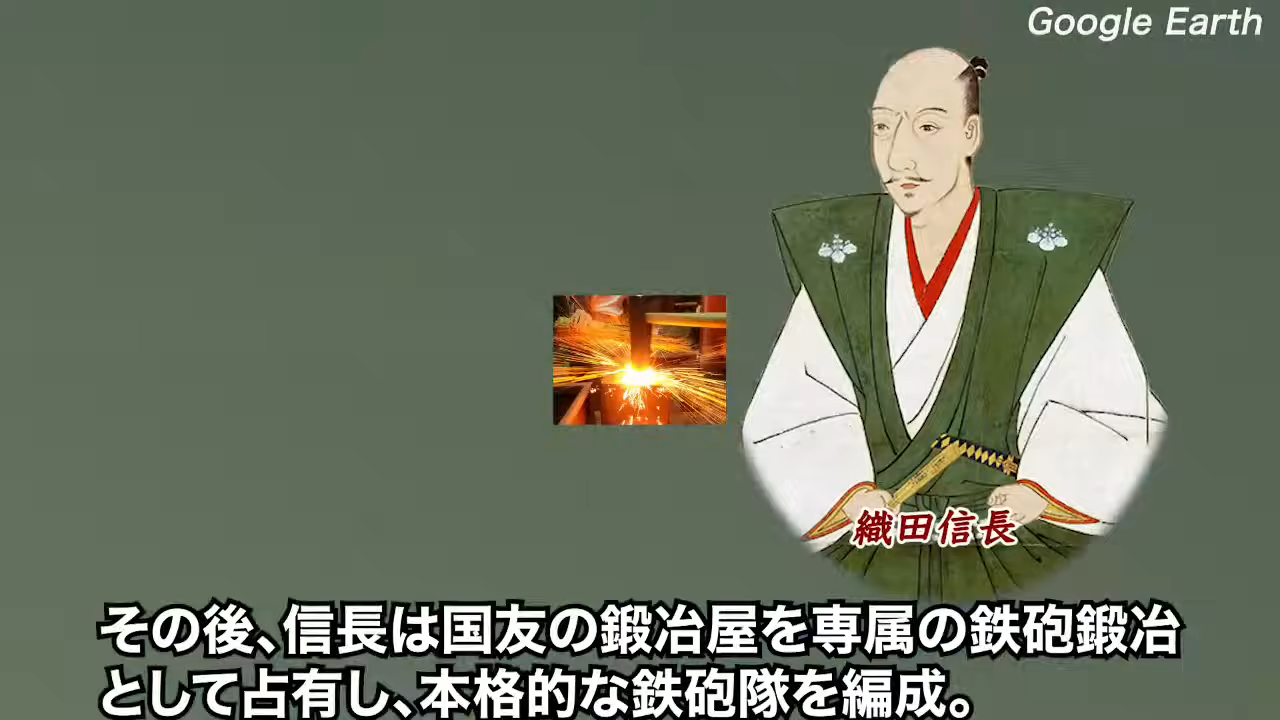 Google Earth
織田信長
その後、信長は国友の鍛冶屋を専属の鉄砲鍛冶
として占有し、本格的な鉄砲隊を編成。